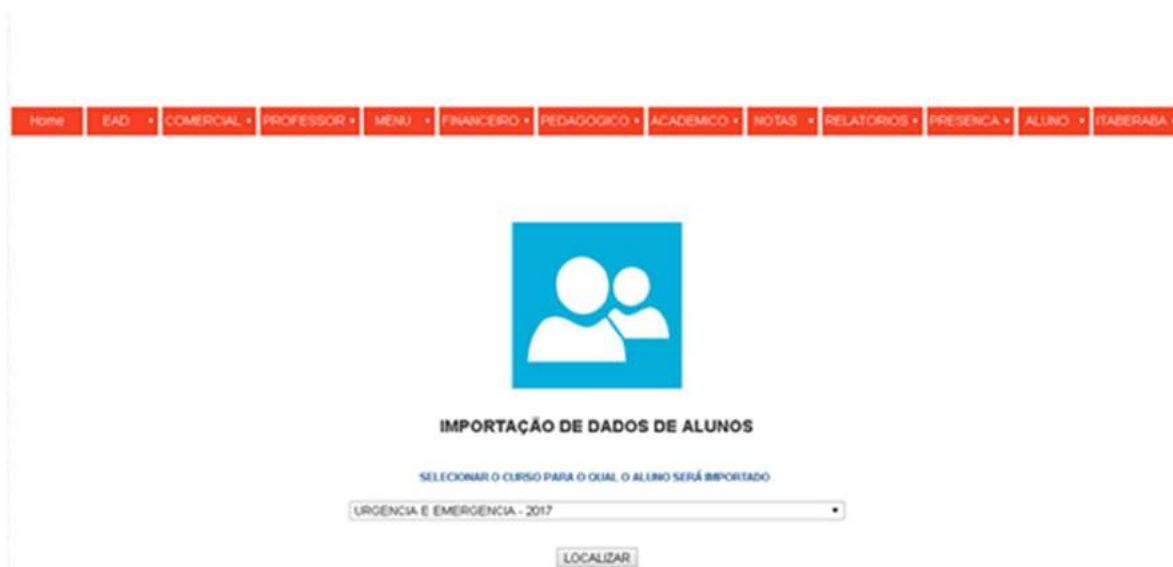 Home EAD COMERCIAL PROFESSOR MENU FINANCEIRO PEDAGOGICO ACADEMICO NOTAS RELATORIOS PRESENCA ALUNO ITABERABA
IMPORTAÇÃO DE DADOS DE ALUNOS
SELECIONAR O CURSO PARA O QUAL O ALUNO SERÁ IMPORTADO
URGENCIA E EMERGENCIA - 2017
LOCALIZAR